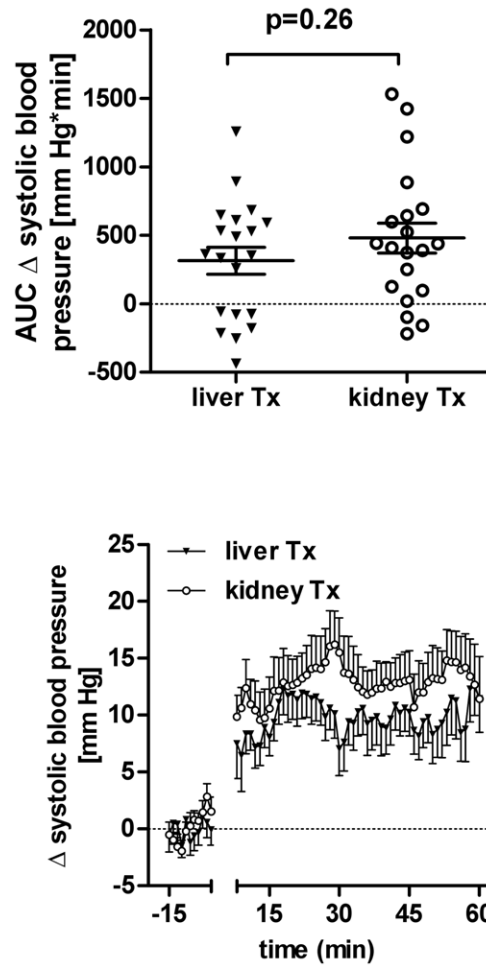 p=0.26
AUC Δ systolic blood
pressure [mm Hg*min]
2000
1500
1000
500
0
-500
liver Tx
kidney Tx
liver Tx
kidney Tx
Δ systolic blood pressure
[mm Hg]
25
20
15
10
5
0
-5
-15
15
30
45
60
time (min)